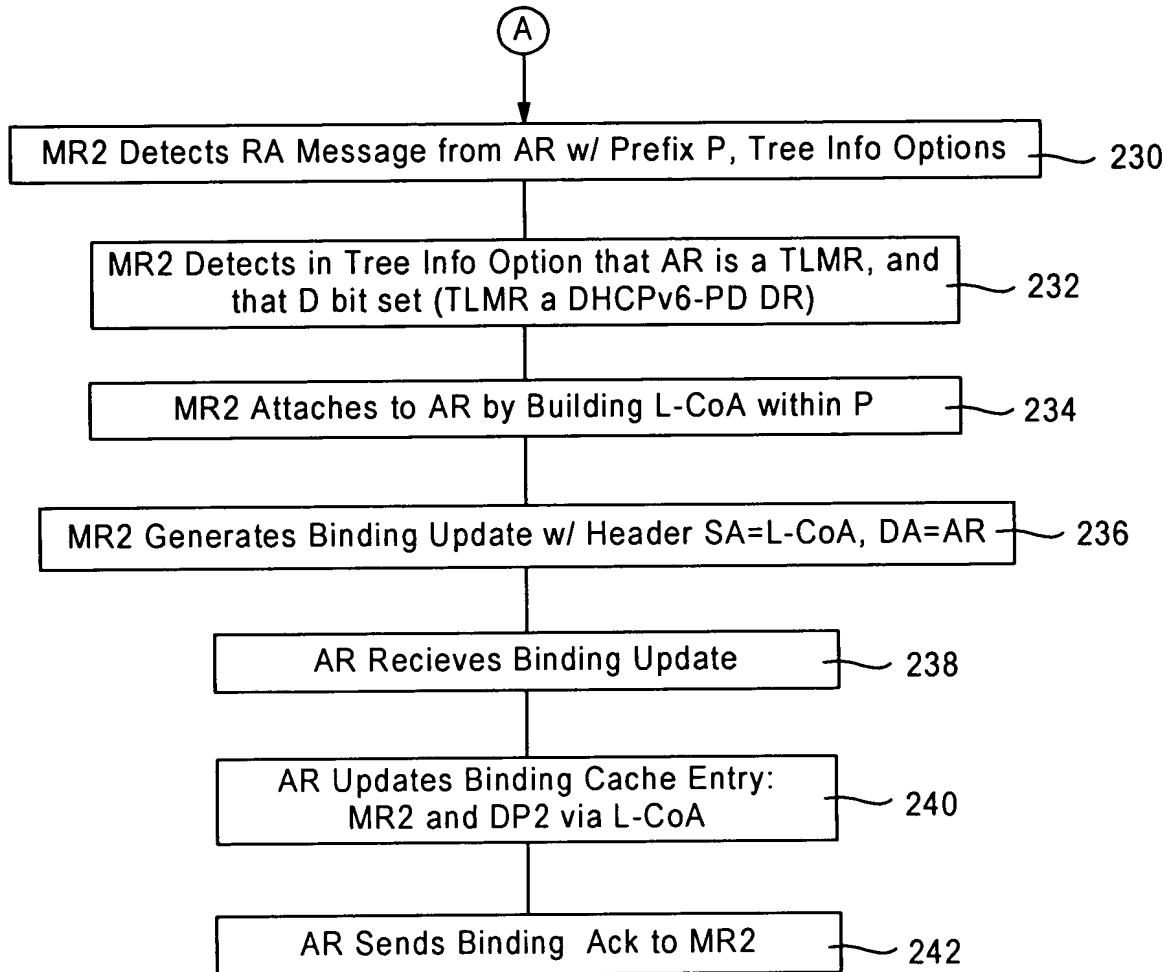 A
MR2 Detects RA Message from AR w/ Prefix P, Tree Info Options
230
MR2 Detects in Tree Info Option that AR is a TLMR, and
that D bit set (TLMR a DHCPv6-PD DR)
232
MR2 Attaches to AR by Building L-CoA within P
234
MR2 Generates Binding Update w/ Header SA=L-CoA, DA=AR
236
AR Recieves Binding Update
238
AR Updates Binding Cache Entry:
MR2 and DP2 via L-CoA
240
AR Sends Binding Ack to MR2
242